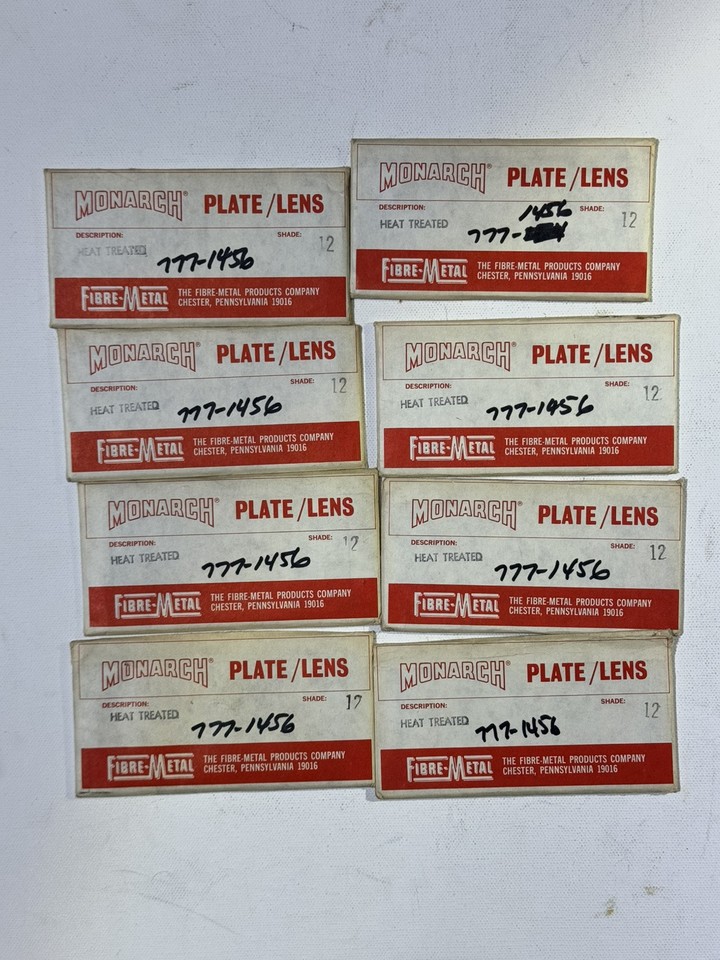 MONARCH® PLATE/LENS
DESCRIPTION: SHADE:
HEAT TREATED 12
777-1456
FIBRE-METAL THE FIBRE-METAL PRODUCTS COMPANY
CHESTER, PENNSYLVANIA 19016
MONARCH® PLATE/LENS
DESCRIPTION: SHADE:
HEAT TREATED 12
1456
777-
FIBRE-METAL THE FIBRE-METAL PRODUCTS COMPANY
CHESTER, PENNSYLVANIA 19016
MONARCH® PLATE/LENS
DESCRIPTION: SHADE:
HEAT TREATED 12
777-1456
FIBRE-METAL THE FIBRE-METAL PRODUCTS COMPANY
CHESTER, PENNSYLVANIA 19016
MONARCH® PLATE/LENS
DESCRIPTION: SHADE:
HEAT TREATED 12
777-1456
FIBRE-METAL THE FIBRE-METAL PRODUCTS COMPANY
CHESTER, PENNSYLVANIA 19016
MONARCH® PLATE/LENS
DESCRIPTION: SHADE:
HEAT TREATED 12
777-1456
FIBRE-METAL THE FIBRE-METAL PRODUCTS COMPANY
CHESTER, PENNSYLVANIA 19016
MONARCH® PLATE/LENS
DESCRIPTION: SHADE:
HEAT TREATED 12
777-1456
FIBRE-METAL THE FIBRE-METAL PRODUCTS COMPANY
CHESTER, PENNSYLVANIA 19016
MONARCH® PLATE/LENS
DESCRIPTION: SHADE:
HEAT TREATED 12
777-1456
FIBRE-METAL THE FIBRE-METAL PRODUCTS COMPANY
CHESTER, PENNSYLVANIA 19016
MONARCH® PLATE/LENS
DESCRIPTION: SHADE:
HEAT TREATED 12
777-1456
FIBRE-METAL THE FIBRE-METAL PRODUCTS COMPANY
CHESTER, PENNSYLVANIA 19016